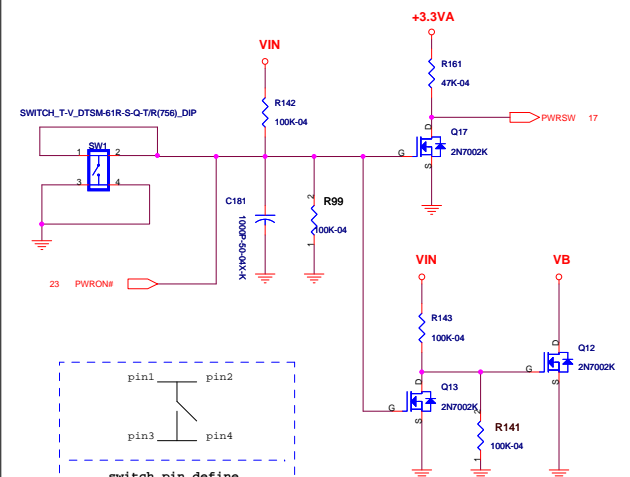 +3.3VA
VIN
R161
47K-04
SWITCH_T-V_DTSM-61R-S-Q-T/R(756)_DIP
R142
100K-04
D
PWRSW 17
Q17
2N7002K
G
S
SW1
1 2
3 4
C181
1000P-50-04X-K
2
R99
100K-04
1
23 PWRON#
VIN
VB
R143
100K-04
D
Q12
2N7002K
G
S
D
Q13
2N7002K
G
S
2
R141
100K-04
1
pin1 pin2
pin3 pin4
switch pin define